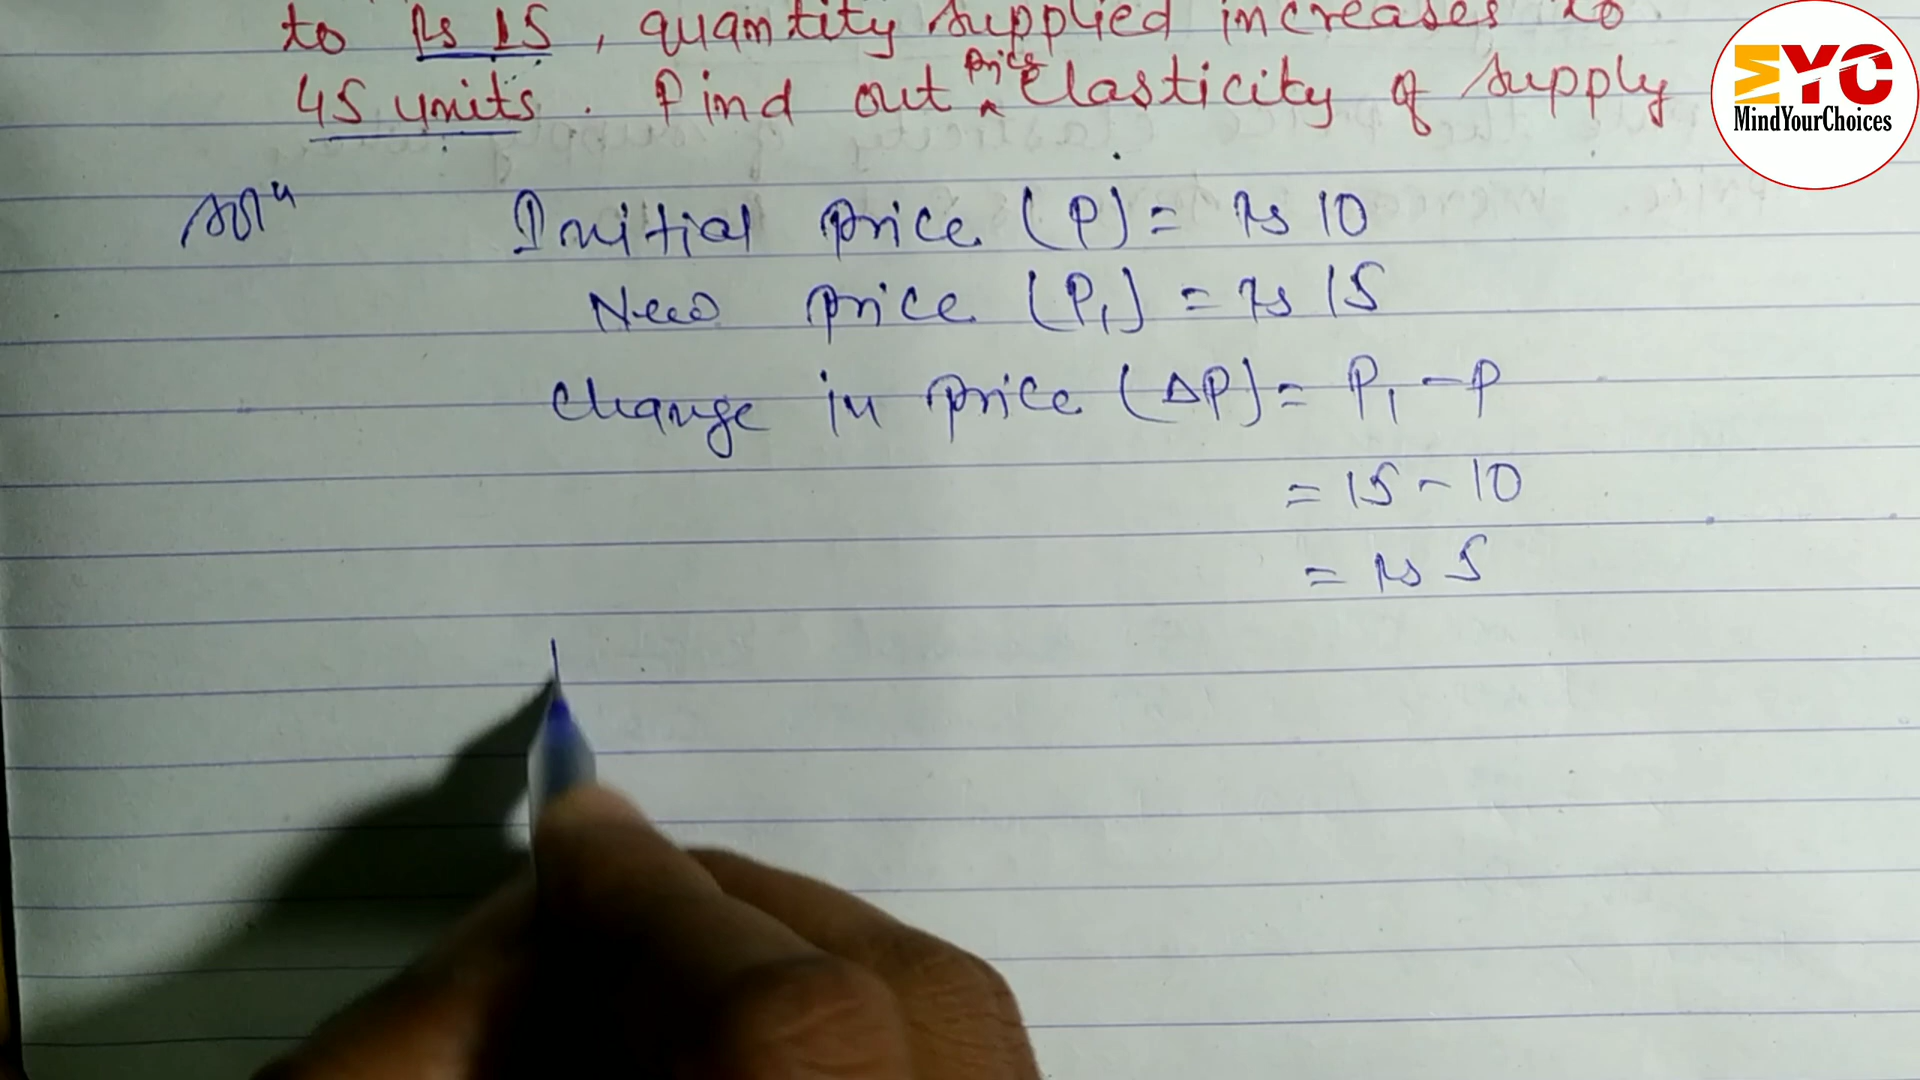 to Rs 15, quantity supplied increases to
45 units. Find out price Elasticity of supply
MYC
MindYourChoices
Solⁿ Initial price (P) = Rs 10
New price (P₁) = Rs 15
Change in price (ΔP) = P₁ - P
= 15 - 10
= Rs 5